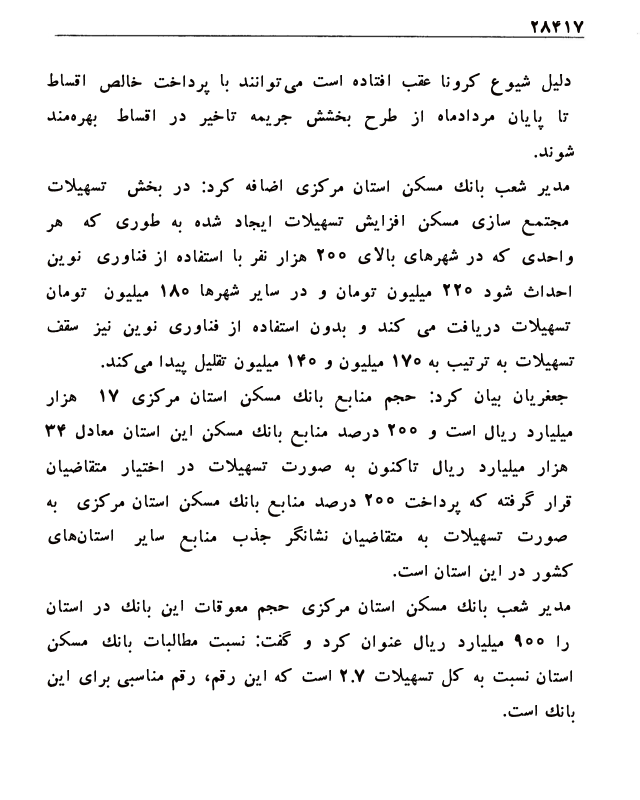 ۲۸۴۱۷
دلیل شیوع کرونا عقب افتاده است می‌توانند با پرداخت خالص اقساط
تا پایان مردادماه از طرح بخشش جریمه تاخیر در اقساط بهره‌مند
شوند.
مدیر شعب بانک مسکن استان مرکزی اضافه کرد: در بخش تسهیلات
مجتمع سازی مسکن افزایش تسهیلات ایجاد شده به طوری که هر
واحدی که در شهرهای بالای ۲۰۰ هزار نفر با استفاده از فناوری نوین
احداث شود ۲۲۰ میلیون تومان و در سایر شهرها ۱۸۰ میلیون تومان
تسهیلات دریافت می کند و بدون استفاده از فناوری نوین نیز سقف
تسهیلات به ترتیب به ۱۷۰ میلیون و ۱۴۰ میلیون تقلیل پیدا می‌کند.
جعفریان بیان کرد: حجم منابع بانک مسکن استان مرکزی ۱۷ هزار
میلیارد ریال است و ۲۰۰ درصد منابع بانک مسکن این استان معادل ۳۴
هزار میلیارد ریال تاکنون به صورت تسهیلات در اختیار متقاضیان
قرار گرفته که پرداخت ۲۰۰ درصد منابع بانک مسکن استان مرکزی به
صورت تسهیلات به متقاضیان نشانگر جذب منابع سایر استان‌های
کشور در این استان است.
مدیر شعب بانک مسکن استان مرکزی حجم معوقات این بانک در استان
را ۹۰۰ میلیارد ریال عنوان کرد و گفت: نسبت مطالبات بانک مسکن
استان نسبت به کل تسهیلات ۲.۷ است که این رقم، رقم مناسبی برای این
بانک است.